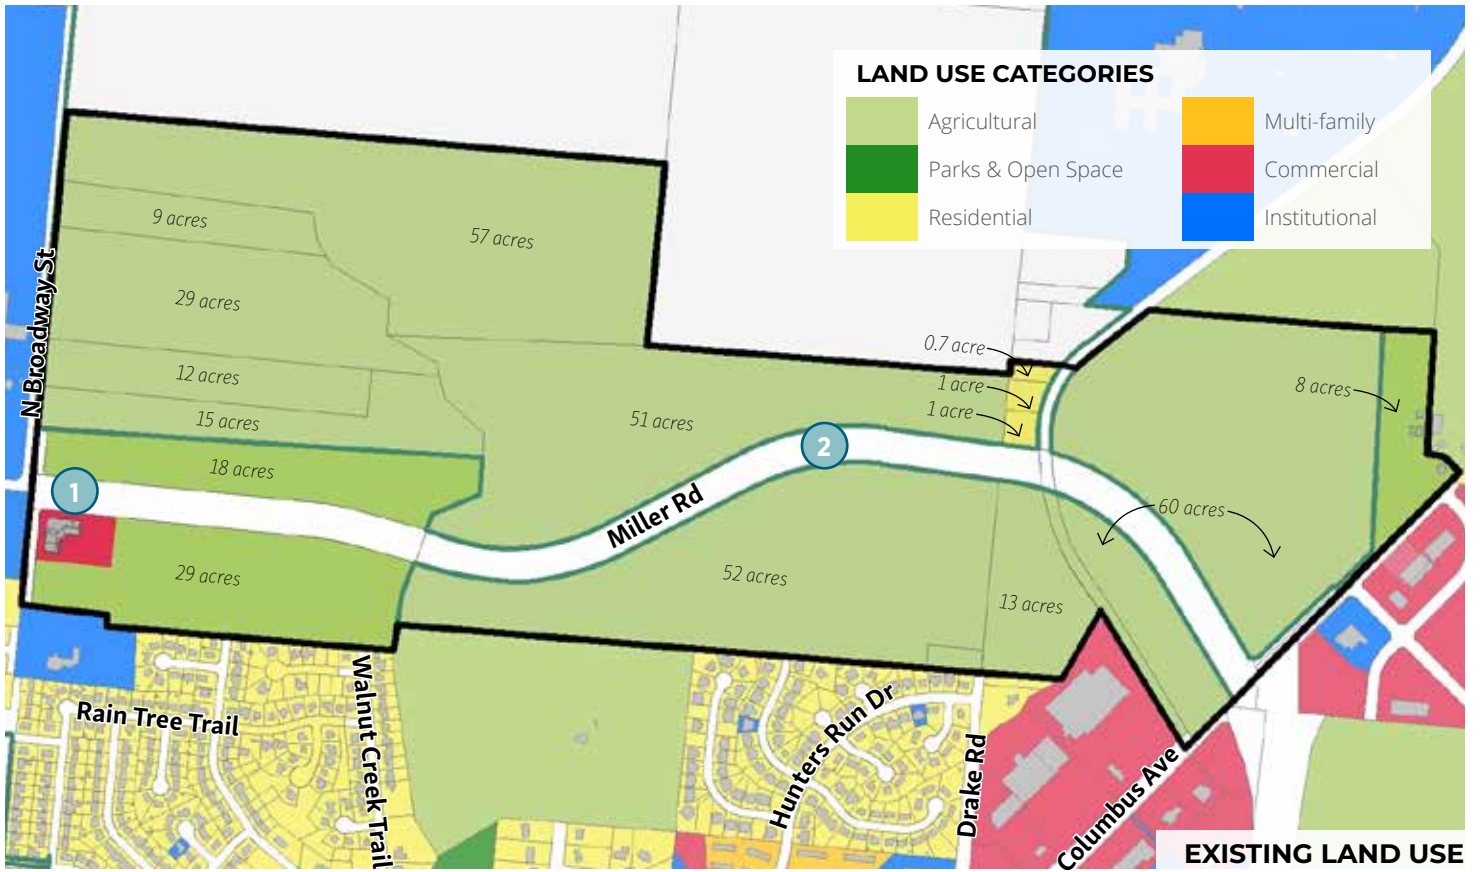 LAND USE CATEGORIES
Agricultural
Multi-family
Parks & Open Space
Commercial
Residential
Institutional
9 acres
57 acres
29 acres
N Broadway St
0.7 acre
12 acres
1 acre
8 acres
1 acre
15 acres
51 acres
2
18 acres
1
Miller Rd
60 acres
29 acres
52 acres
13 acres
Rain Tree Trail
Walnut Creek Trail
Hunters Run Dr
Drake Rd
Columbus Ave
EXISTING LAND USE